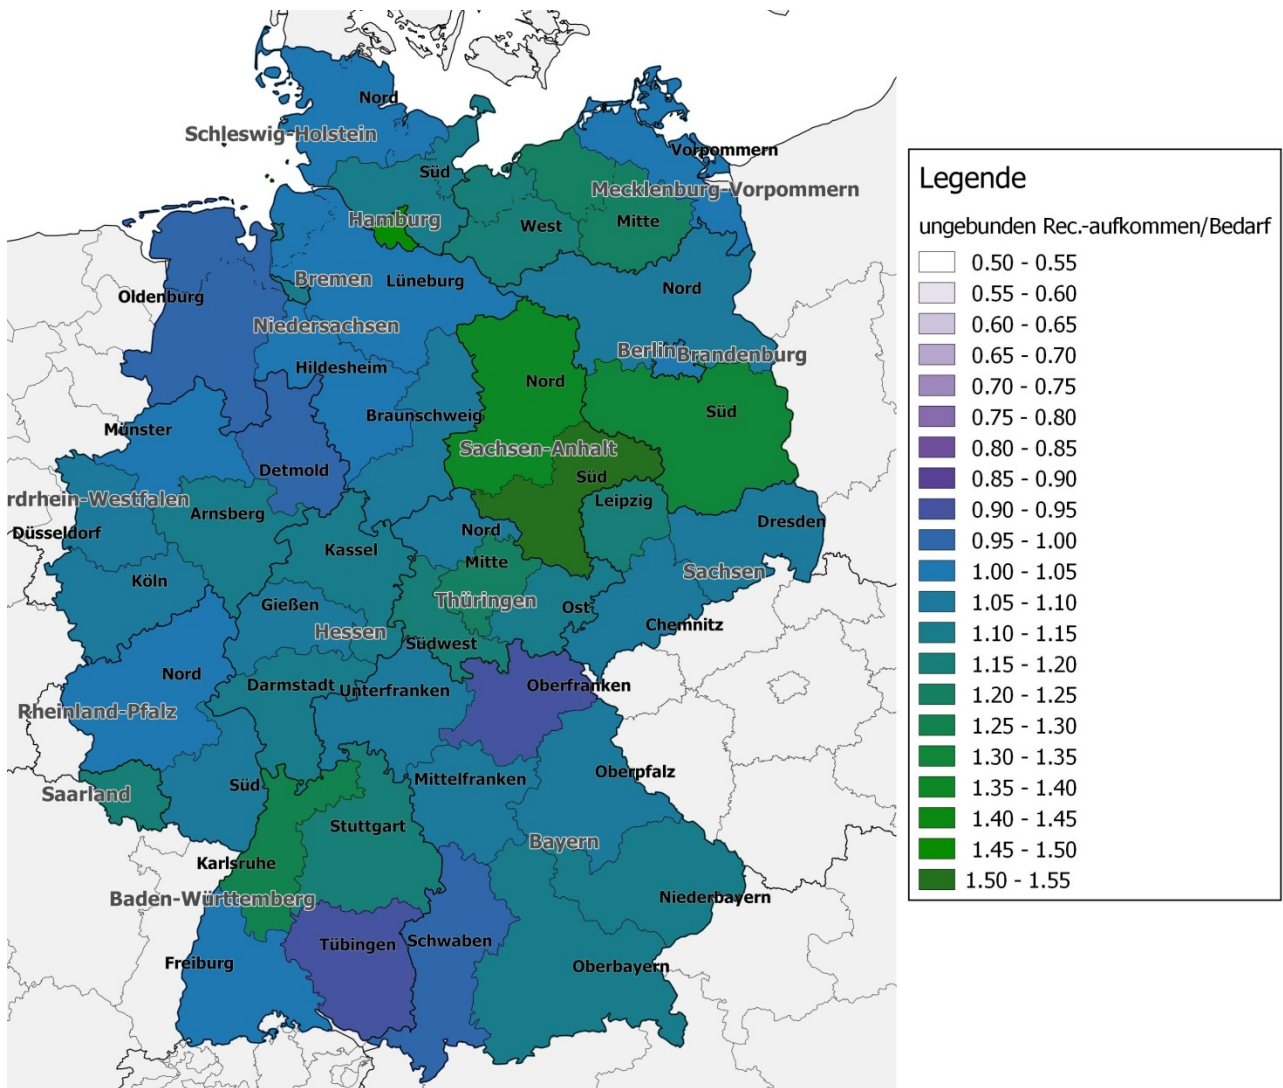 Nord
Schleswig-Holstein
Vorpommern
Süd
Mecklenburg-Vorpommern
Hamburg
West
Mitte
Bremen
Lüneburg
Nord
Oldenburg
Niedersachsen
Berlin
Brandenburg
Hildesheim
Nord
Braunschweig
Süd
Münster
Sachsen-Anhalt
Detmold
Süd
rdrhein-Westfalen
Leipzig
Arnsberg
Dresden
Düsseldorf
Nord
Kassel
Mitte
Sachsen
Köln
Thüringen
Gießen
Ost
Hessen
Chemnitz
Südwest
Nord
Darmstadt
Unterfranken
Oberfranken
Rheinland-Pfalz
Oberpfalz
Mittelfranken
Süd
Saarland
Stuttgart
Bayern
Karlsruhe
Baden-Württemberg
Niederbayern
Tübingen
Schwaben
Freiburg
Oberbayern
Legende
ungebunden Rec.-aufkommen/Bedarf
0.50 - 0.55
0.55 - 0.60
0.60 - 0.65
0.65 - 0.70
0.70 - 0.75
0.75 - 0.80
0.80 - 0.85
0.85 - 0.90
0.90 - 0.95
0.95 - 1.00
1.00 - 1.05
1.05 - 1.10
1.10 - 1.15
1.15 - 1.20
1.20 - 1.25
1.25 - 1.30
1.30 - 1.35
1.35 - 1.40
1.40 - 1.45
1.45 - 1.50
1.50 - 1.55